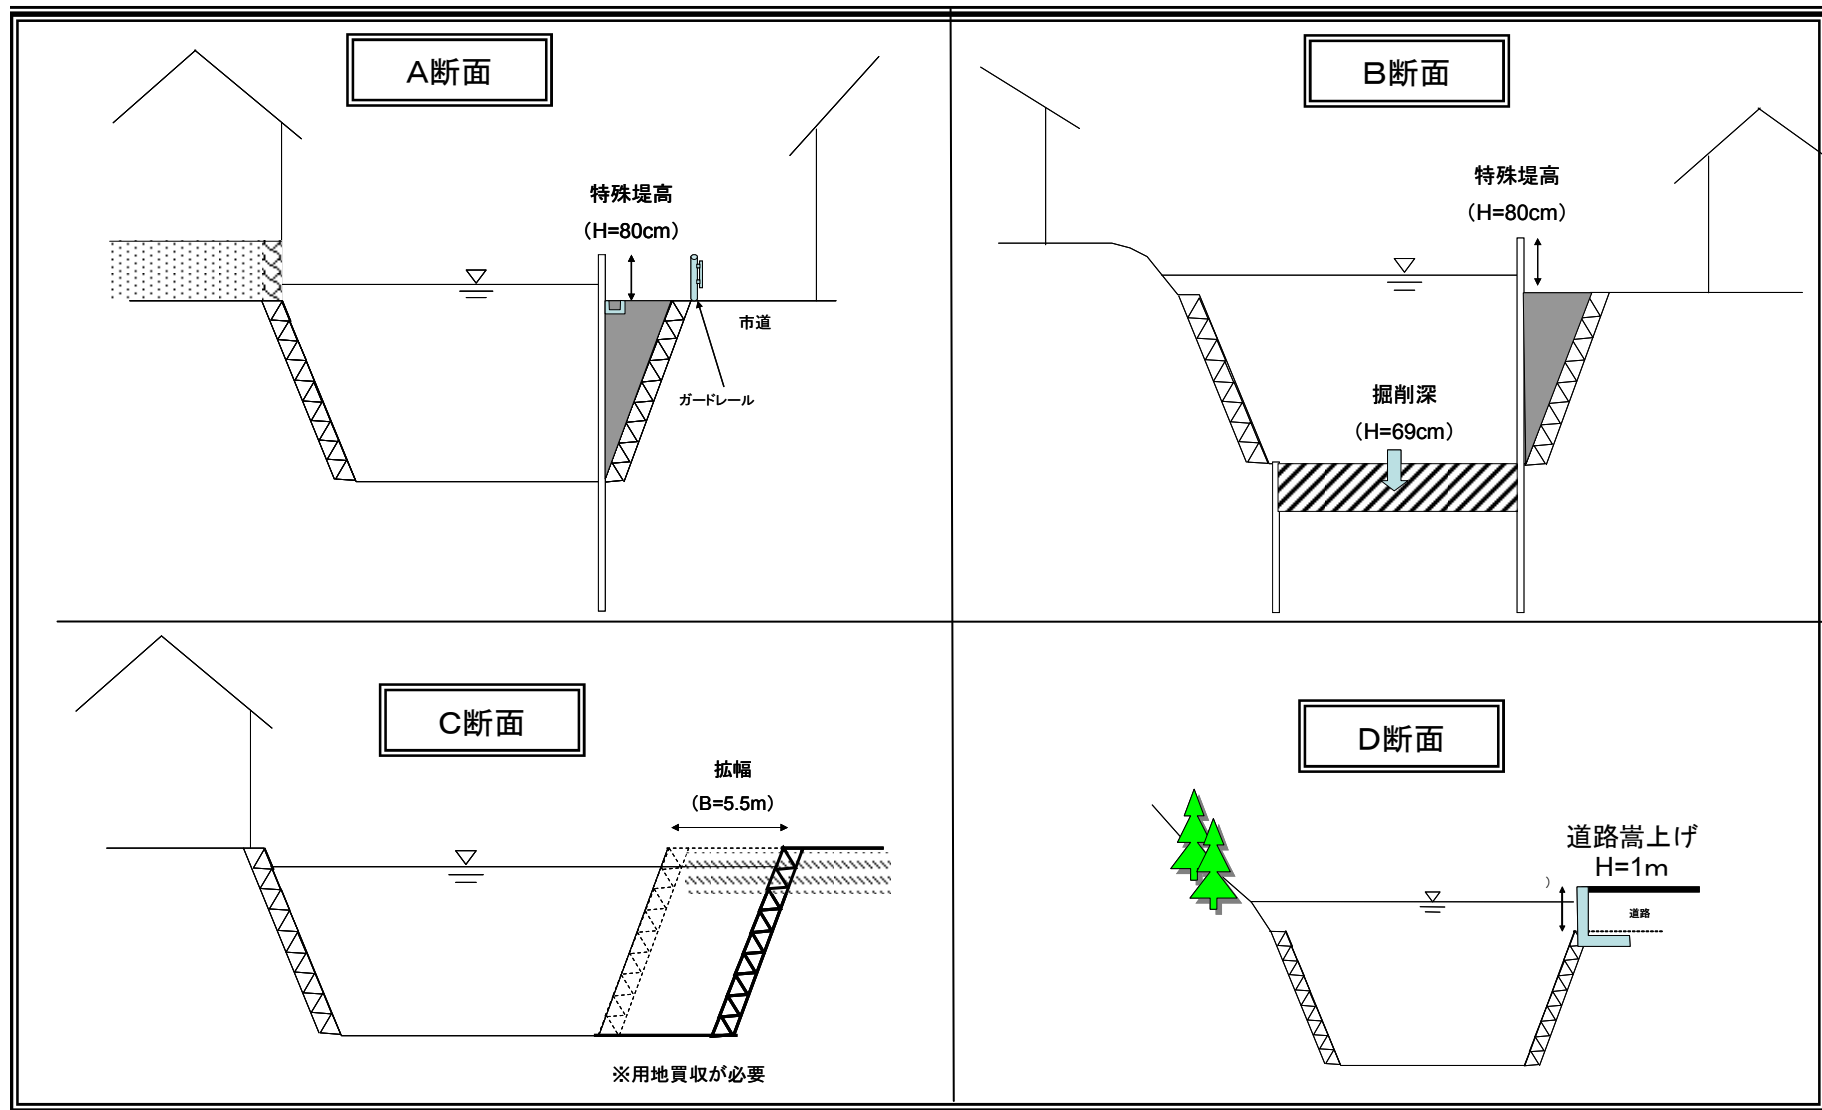 A断面
特殊堤高
（H=80cm）
市道
ガードレール
B断面
特殊堤高
（H=80cm）
掘削深
（H=69cm）
C断面
拡幅
（B=5.5m）
※用地買収が必要
D断面
道路嵩上げ
H=1m
）
道路